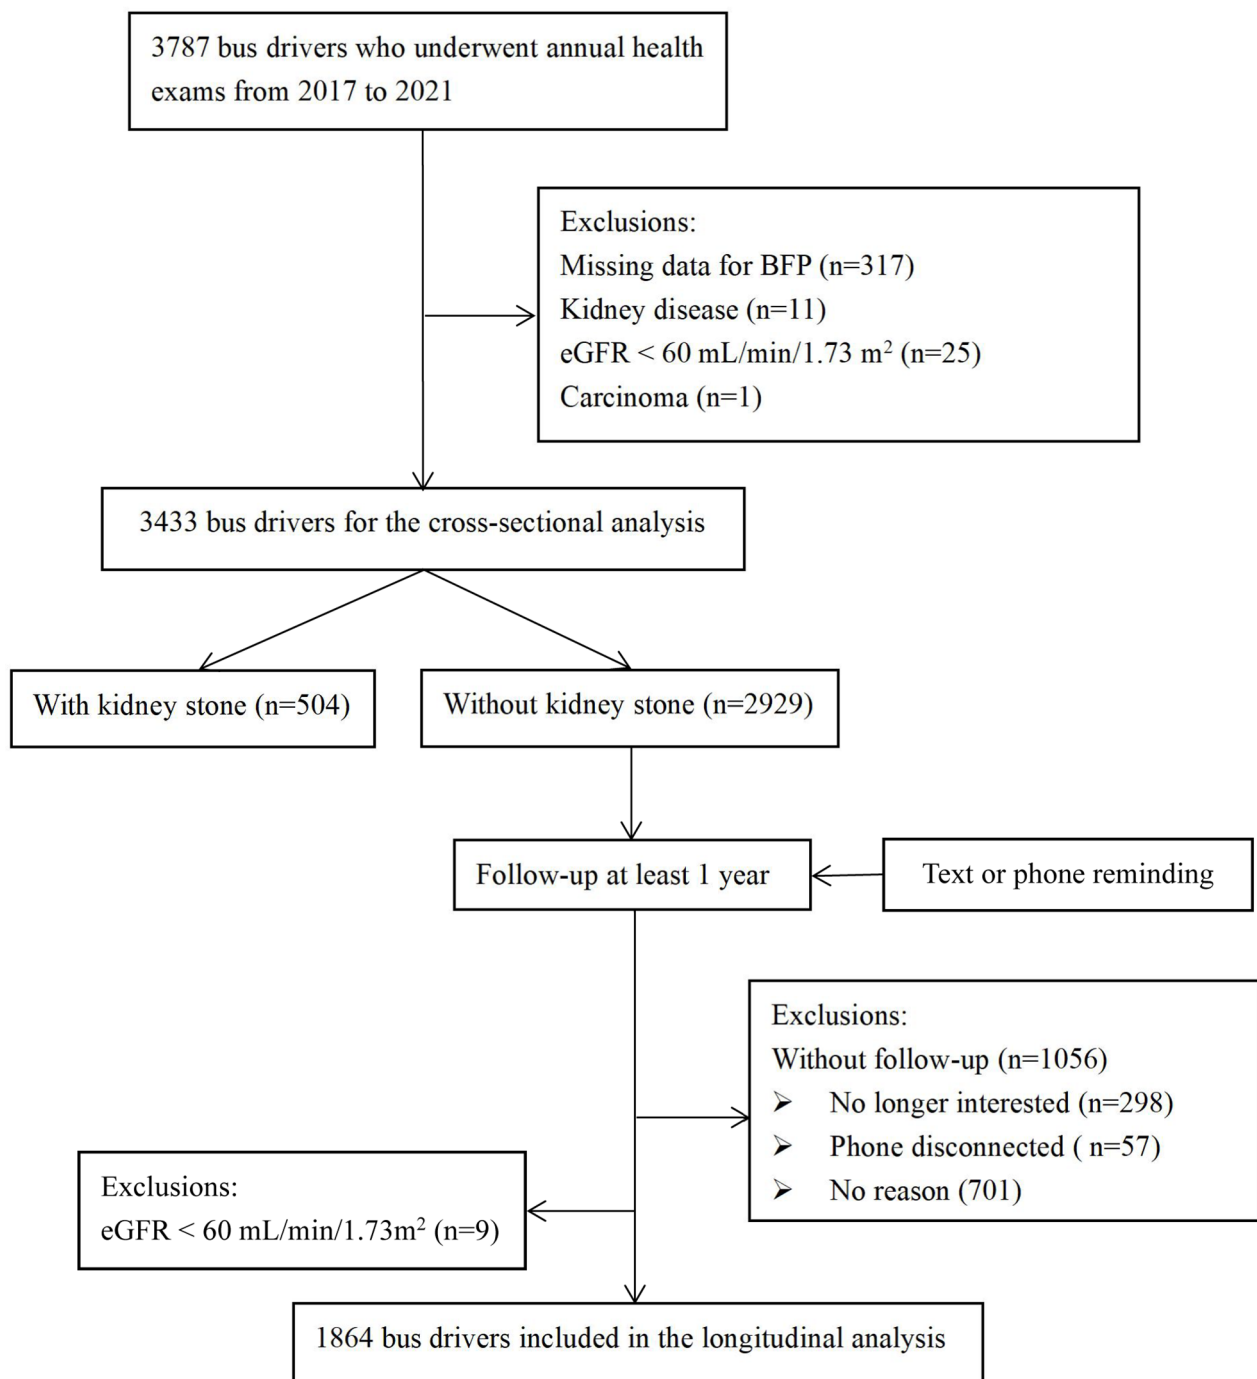 3787 bus drivers who underwent annual health
exams from 2017 to 2021
Exclusions:
Missing data for BFP (n=317)
Kidney disease (n=11)
eGFR < 60 mL/min/1.73 m² (n=25)
Carcinoma (n=1)
3433 bus drivers for the cross-sectional analysis
With kidney stone (n=504)
Without kidney stone (n=2929)
Follow-up at least 1 year
Text or phone reminding
Exclusions:
Without follow-up (n=1056)
➢ No longer interested (n=298)
➢ Phone disconnected ( n=57)
➢ No reason (701)
Exclusions:
eGFR < 60 mL/min/1.73m² (n=9)
1864 bus drivers included in the longitudinal analysis